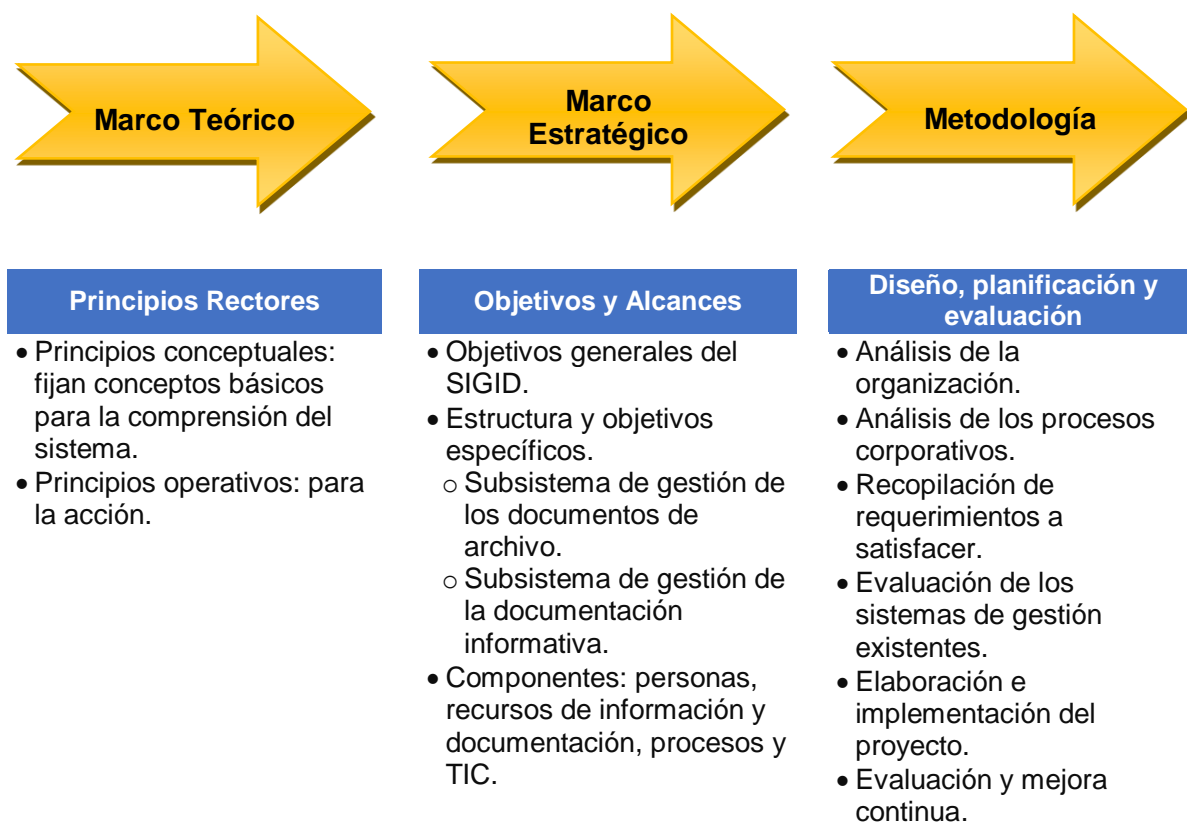 Marco Teórico
Marco
Estratégico
Metodología
Principios Rectores
• Principios conceptuales:
fijan conceptos básicos
para la comprensión del
sistema.
• Principios operativos: para
la acción.
Objetivos y Alcances
• Objetivos generales del
SIGID.
• Estructura y objetivos
específicos.
o Subsistema de gestión de
los documentos de
archivo.
o Subsistema de gestión de
la documentación
informativa.
• Componentes: personas,
recursos de información y
documentación, procesos y
TIC.
Diseño, planificación y
evaluación
• Análisis de la
organización.
• Análisis de los procesos
corporativos.
• Recopilación de
requerimientos a
satisfacer.
• Evaluación de los
sistemas de gestión
existentes.
• Elaboración e
implementación del
proyecto.
• Evaluación y mejora
continua.